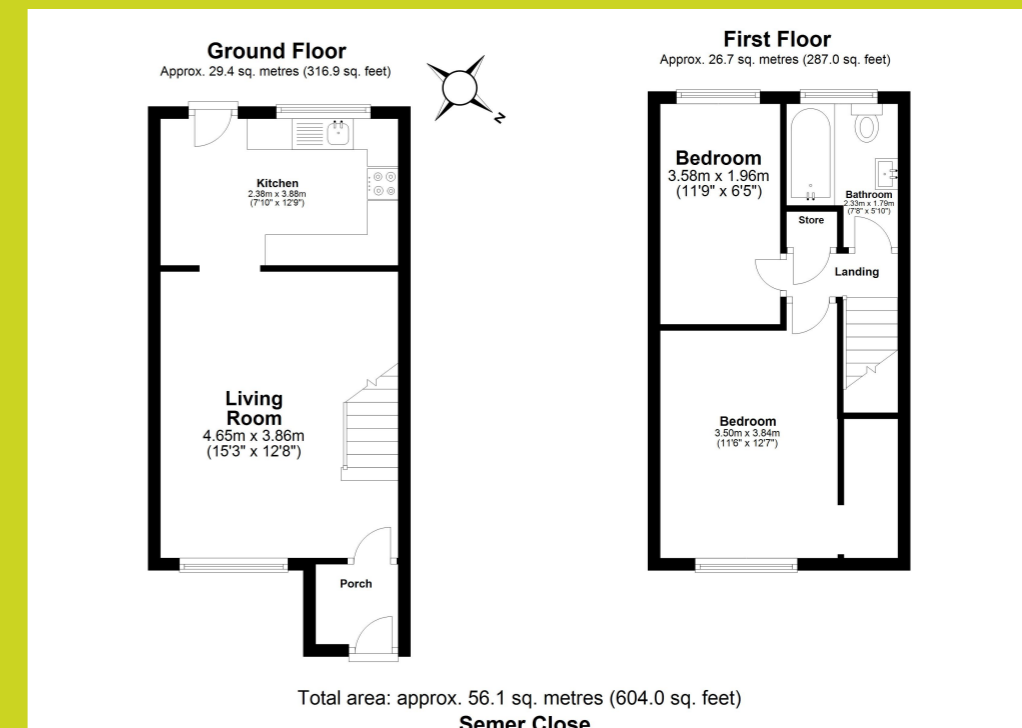 Ground Floor
Approx. 29.4 sq. metres (316.9 sq. feet)
N
Kitchen
2.38m x 3.88m
(7'10" x 12'9")
Living
Room
4.65m x 3.86m
(15'3" x 12'8")
Porch
First Floor
Approx. 26.7 sq. metres (287.0 sq. feet)
Bedroom
3.58m x 1.96m
(11'9" x 6'5")
Bathroom
2.33m x 1.79m
(7'8" x 5'10")
Store
Landing
Bedroom
3.50m x 3.84m
(11'6" x 12'7")
Total area: approx. 56.1 sq. metres (604.0 sq. feet)
Semer Close